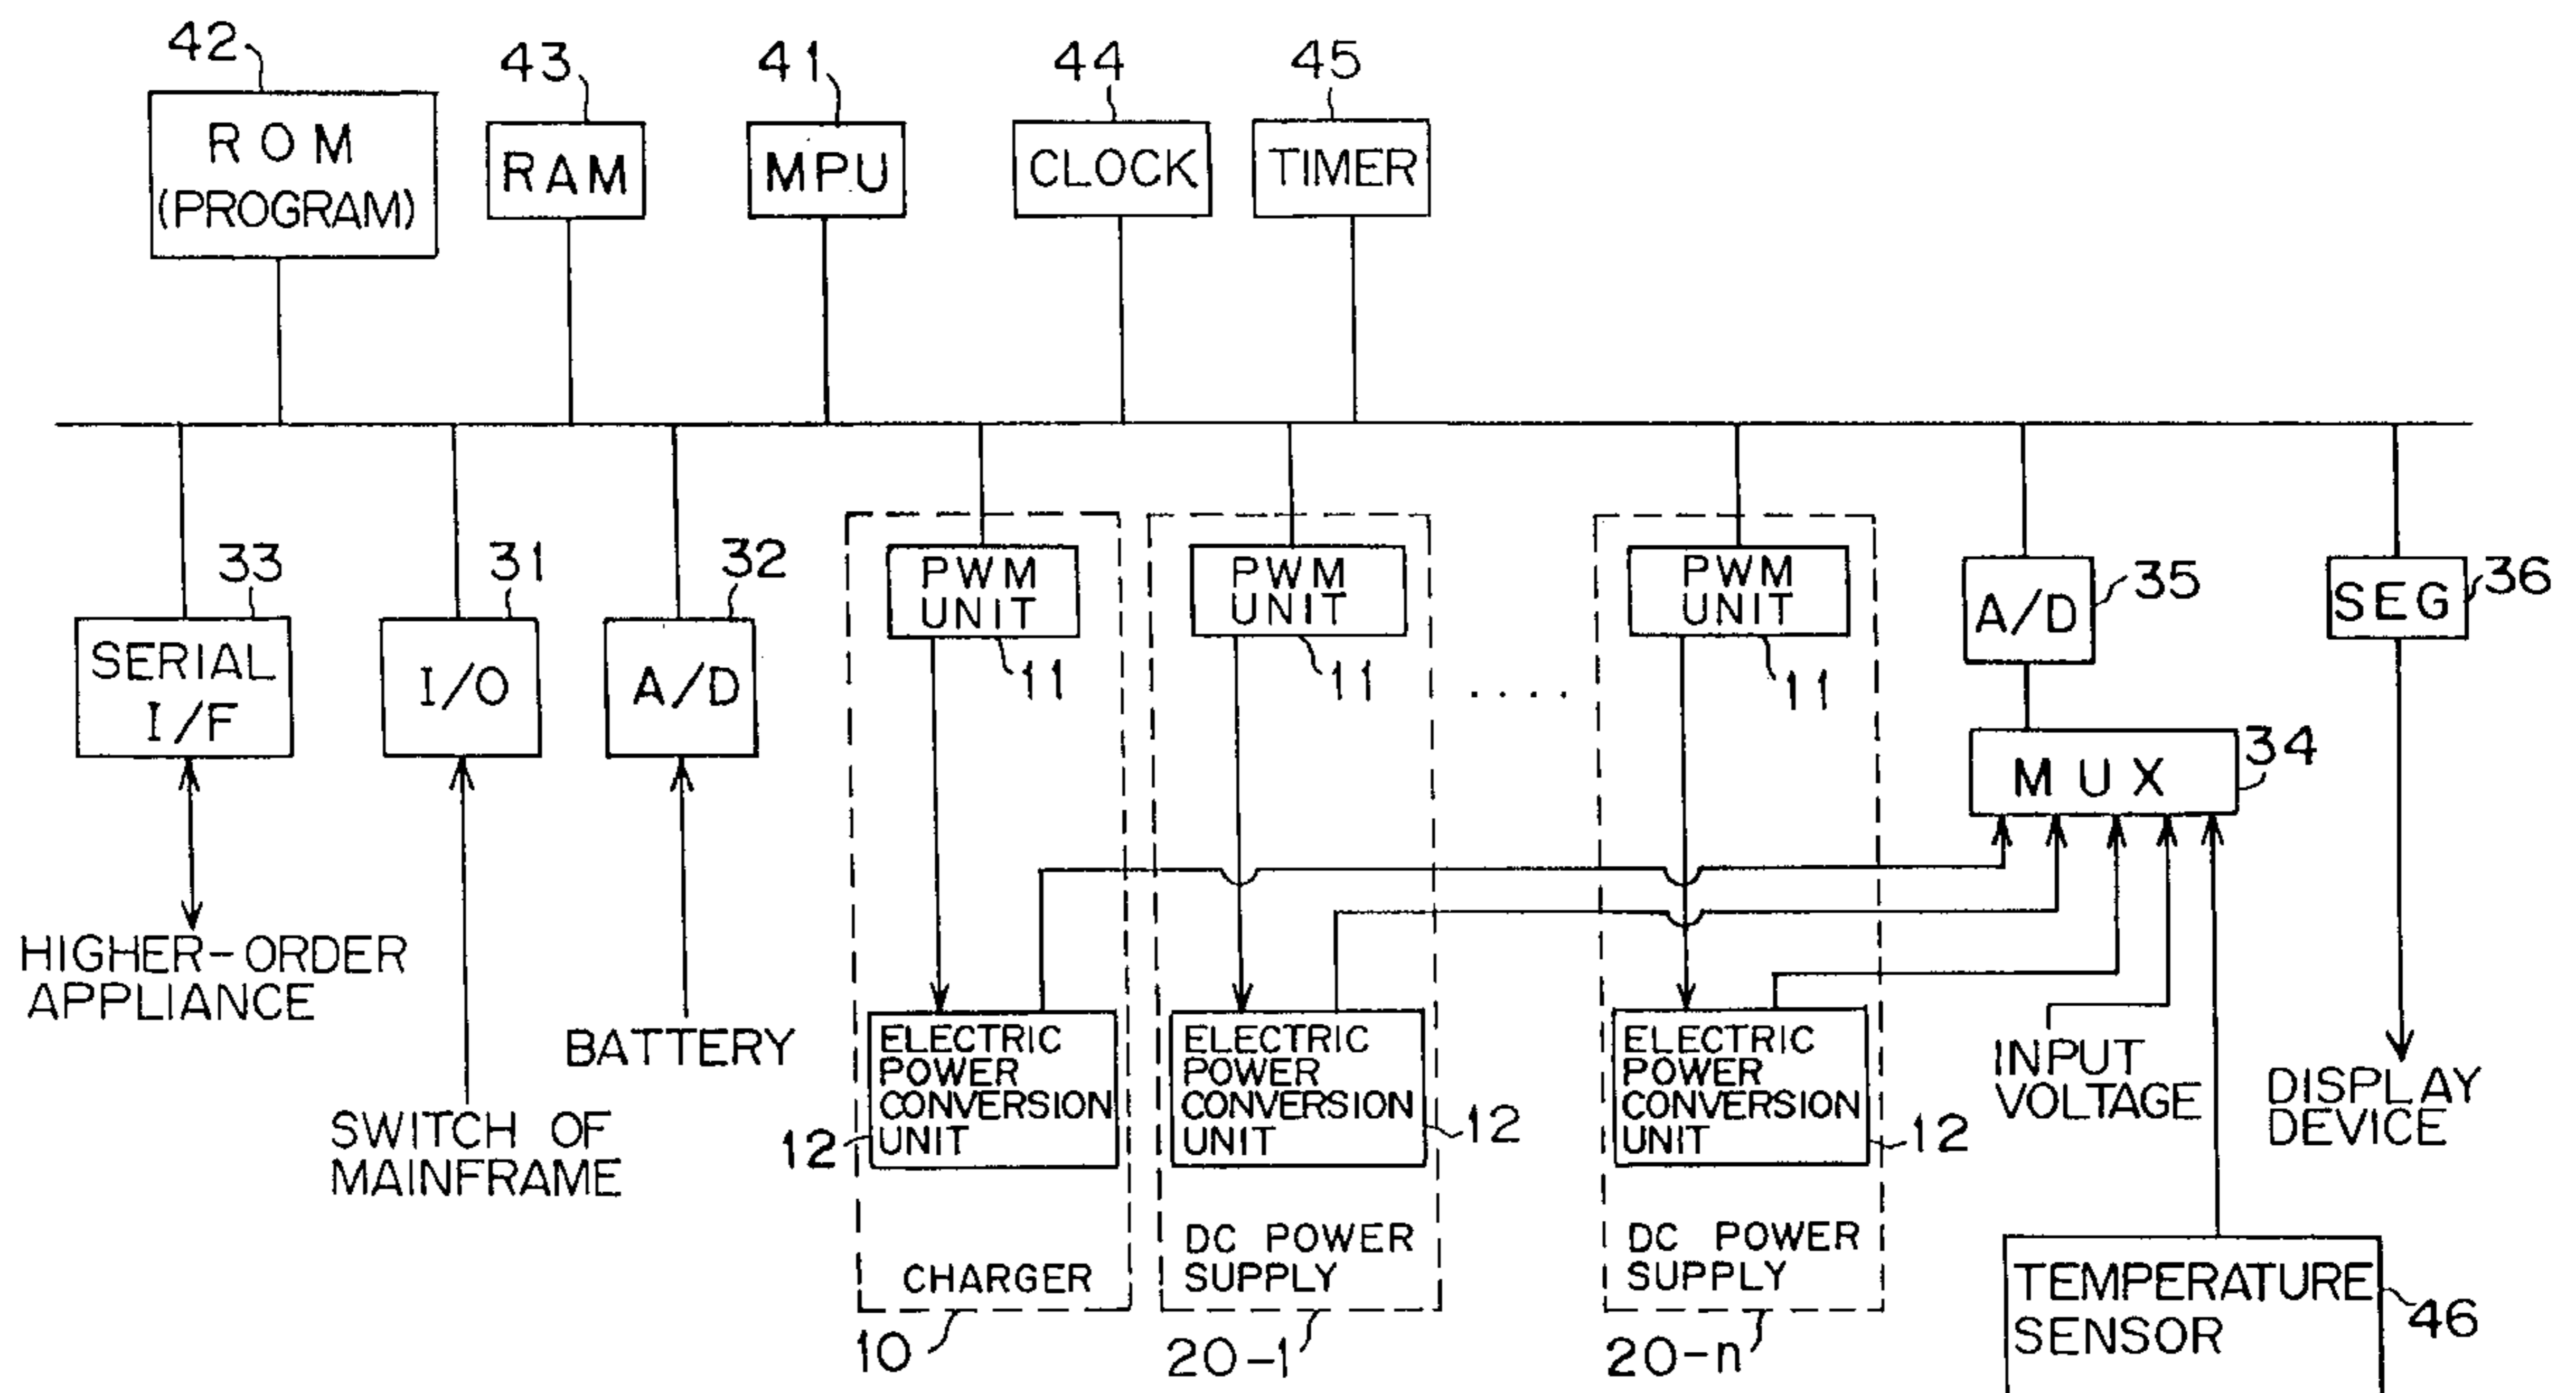 42
43
41
44
45
ROM
(PROGRAM)
RAM
MPU
CLOCK
TIMER
33
31
32
SERIAL
I/F
I/O
A/D
PWM
UNIT
11
PWM
UNIT
11
....
PWM
UNIT
11
A/D
35
SEG
36
MUX
34
HIGHER-ORDER
APPLIANCE
SWITCH OF
MAINFRAME
BATTERY
ELECTRIC
POWER
CONVERSION
UNIT
12
CHARGER
10
ELECTRIC
POWER
CONVERSION
UNIT
12
DC POWER
SUPPLY
20-1
ELECTRIC
POWER
CONVERSION
UNIT
12
DC POWER
SUPPLY
20-n
INPUT
VOLTAGE
DISPLAY
DEVICE
TEMPERATURE
SENSOR
46